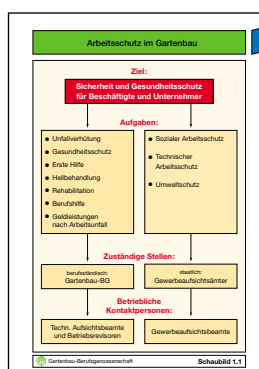 Arbeitsschutz im Gartenbau
Ziel:
Sicherheit und Gesundheitsschutz
für Beschäftigte und Unternehmer
Aufgaben:
● Unfallverhütung
● Gesundheitsschutz
● Erste Hilfe
● Heilbehandlung
● Rehabilitation
● Berufshilfe
● Geldleistungen
nach Arbeitsunfall
● Sozialer Arbeitsschutz
● Technischer
Arbeitsschutz
● Umweltschutz
Zuständige Stellen:
berufsständisch:
Gartenbau-BG
staatlich:
Gewerbeaufsichtsämter
Betriebliche
Kontaktpersonen:
Techn. Aufsichtsbeamte
und Betriebsrevisoren
Gewerbeaufsichtsbeamte
Gartenbau-Berufsgenossenschaft
Schaubild 1.1